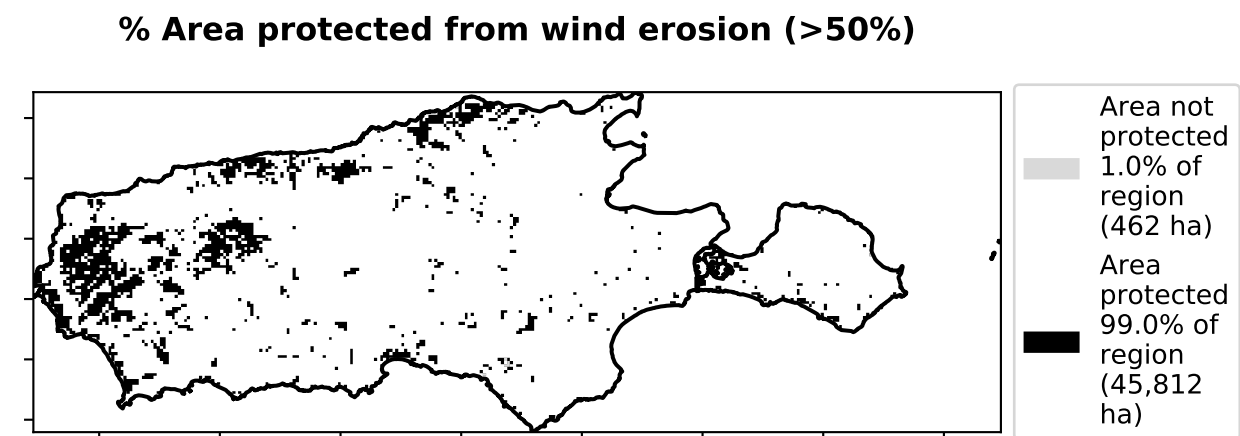 % Area protected from wind erosion (>50%)
Area not
protected
1.0% of
region
(462 ha)
Area
protected
99.0% of
region
(45,812
ha)